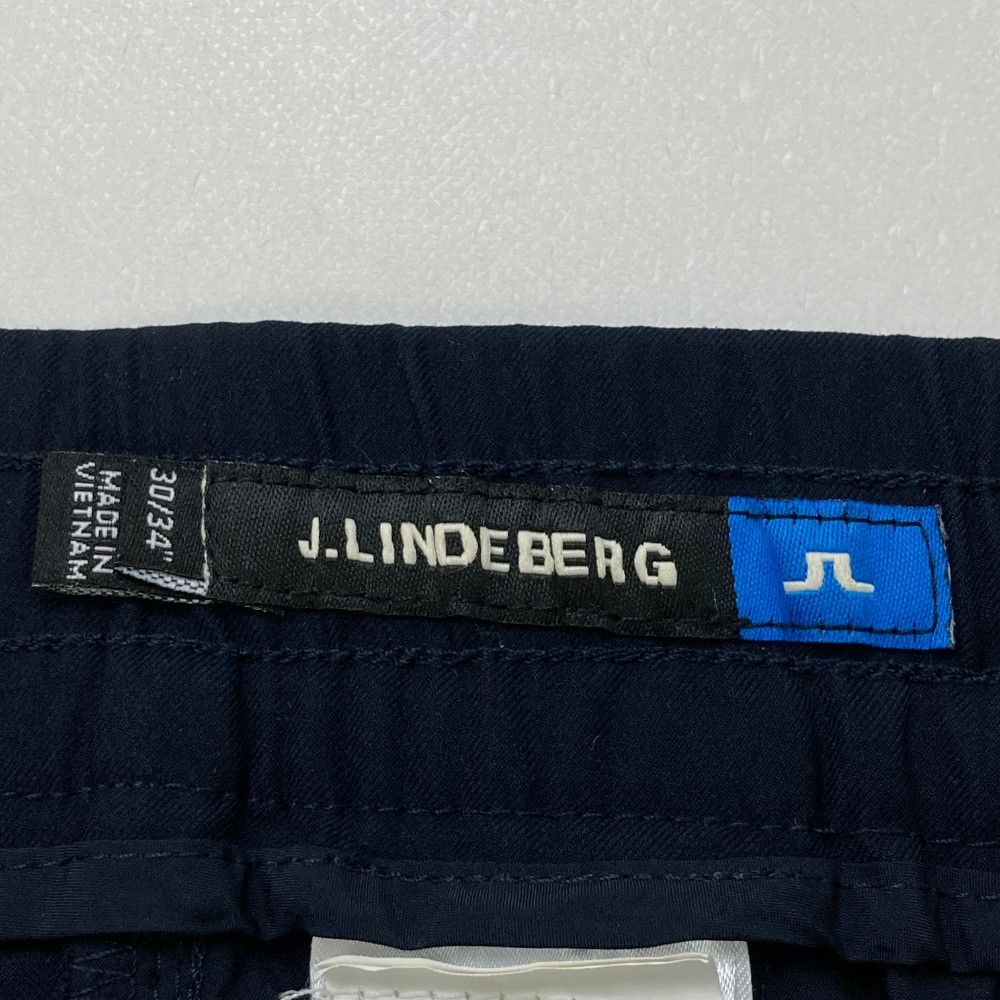 30/34"
MADE IN
VIETNAM
J.LINDEBERG